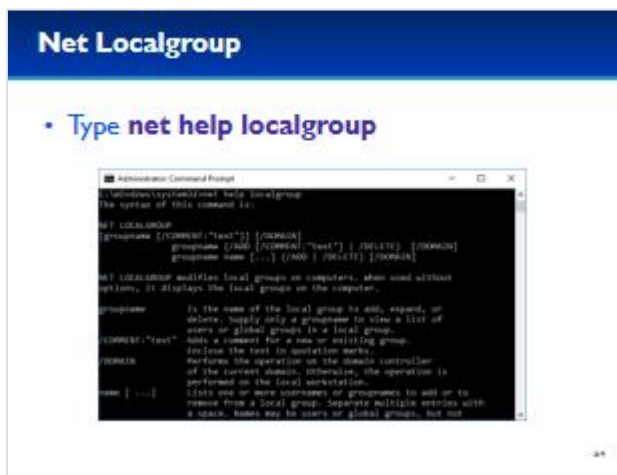 Net Localgroup
• Type net help localgroup
Administrator: Command Prompt
C:\Windows\system32>net help localgroup
The syntax of this command is:
NET LOCALGROUP
[groupname [/COMMENT:"text"]] [/DOMAIN]
groupname {/ADD [/COMMENT:"text"] | /DELETE} [/DOMAIN]
groupname name [...] {/ADD | /DELETE} [/DOMAIN]
NET LOCALGROUP modifies local groups on computers. When used without
options, it displays the local groups on the computer.
groupname Is the name of the local group to add, expand, or
delete. Supply only a groupname to view a list of
users or global groups in a local group.
/COMMENT:"text" Adds a comment for a new or existing group.
Enclose the text in quotation marks.
/DOMAIN Performs the operation on the domain controller
of the current domain. Otherwise, the operation is
performed on the local workstation.
name [ ...] Lists one or more usernames or groupnames to add or to
remove from a local group. Separate multiple entries with
a space. Names may be users or global groups, but not